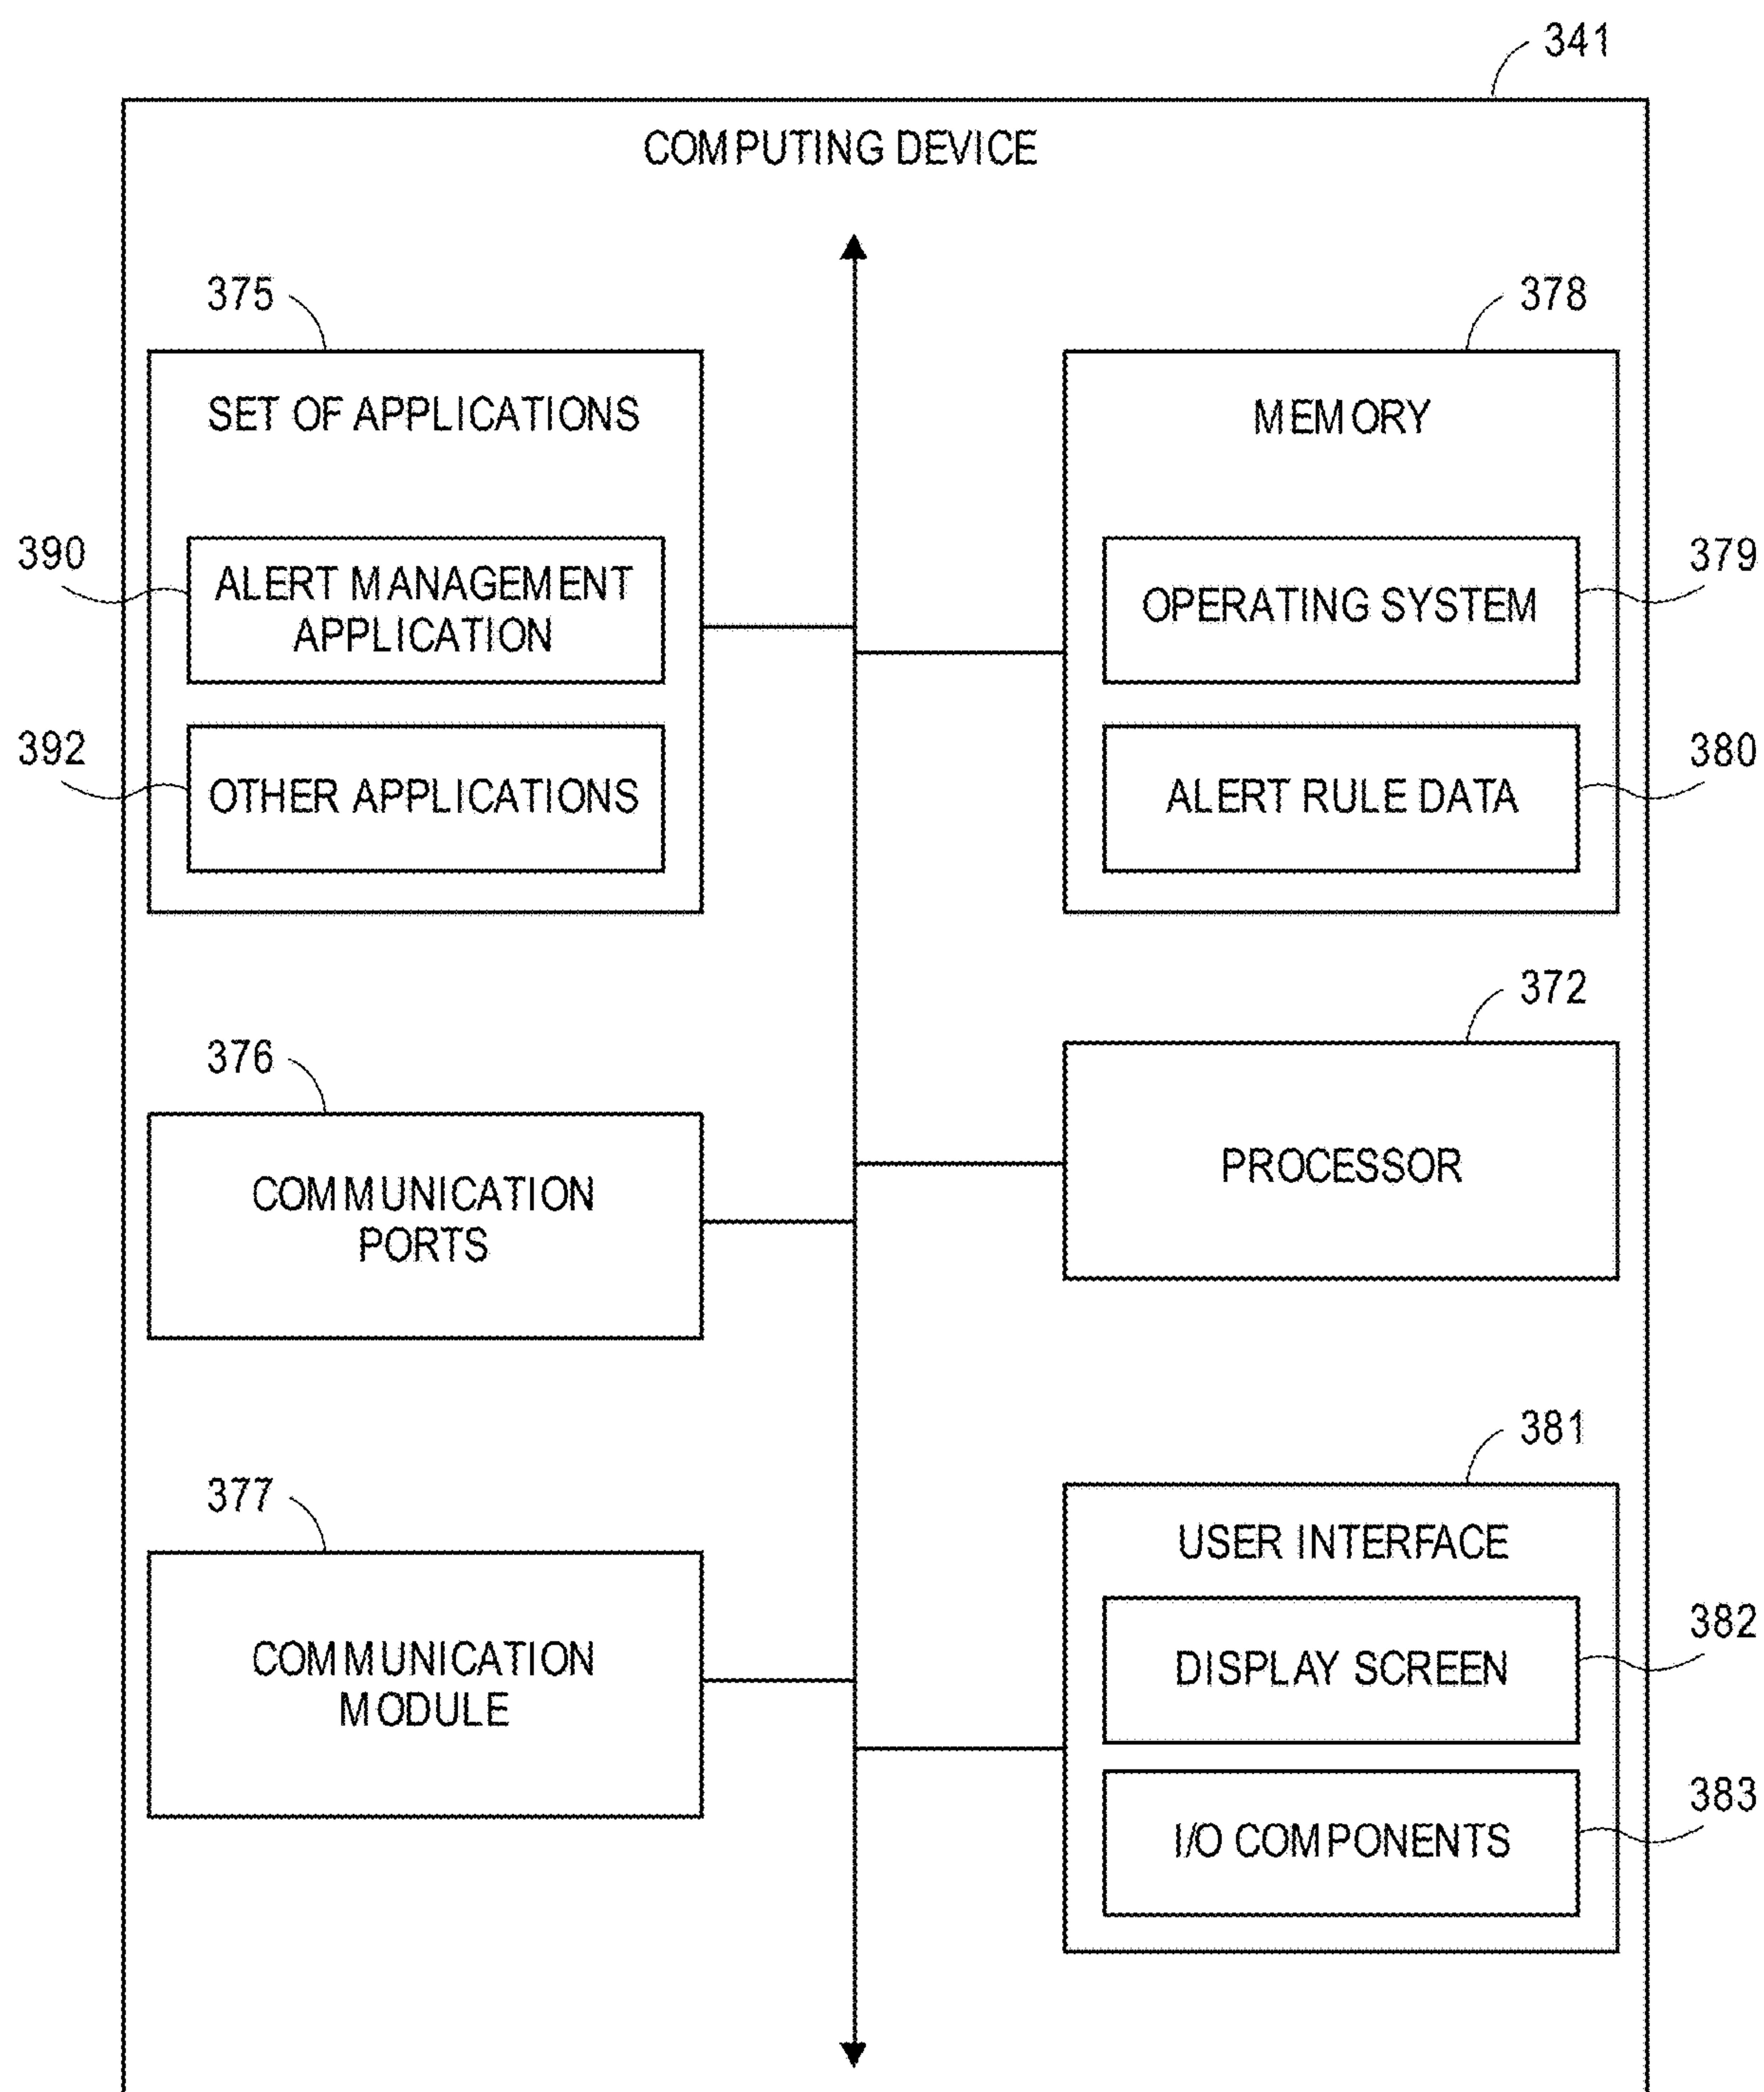 341
COMPUTING DEVICE
375
SET OF APPLICATIONS
390
ALERT MANAGEMENT
APPLICATION
392
OTHER APPLICATIONS
378
MEMORY
379
OPERATING SYSTEM
380
ALERT RULE DATA
376
COMMUNICATION
PORTS
372
PROCESSOR
377
COMMUNICATION
MODULE
381
USER INTERFACE
382
DISPLAY SCREEN
383
I/O COMPONENTS